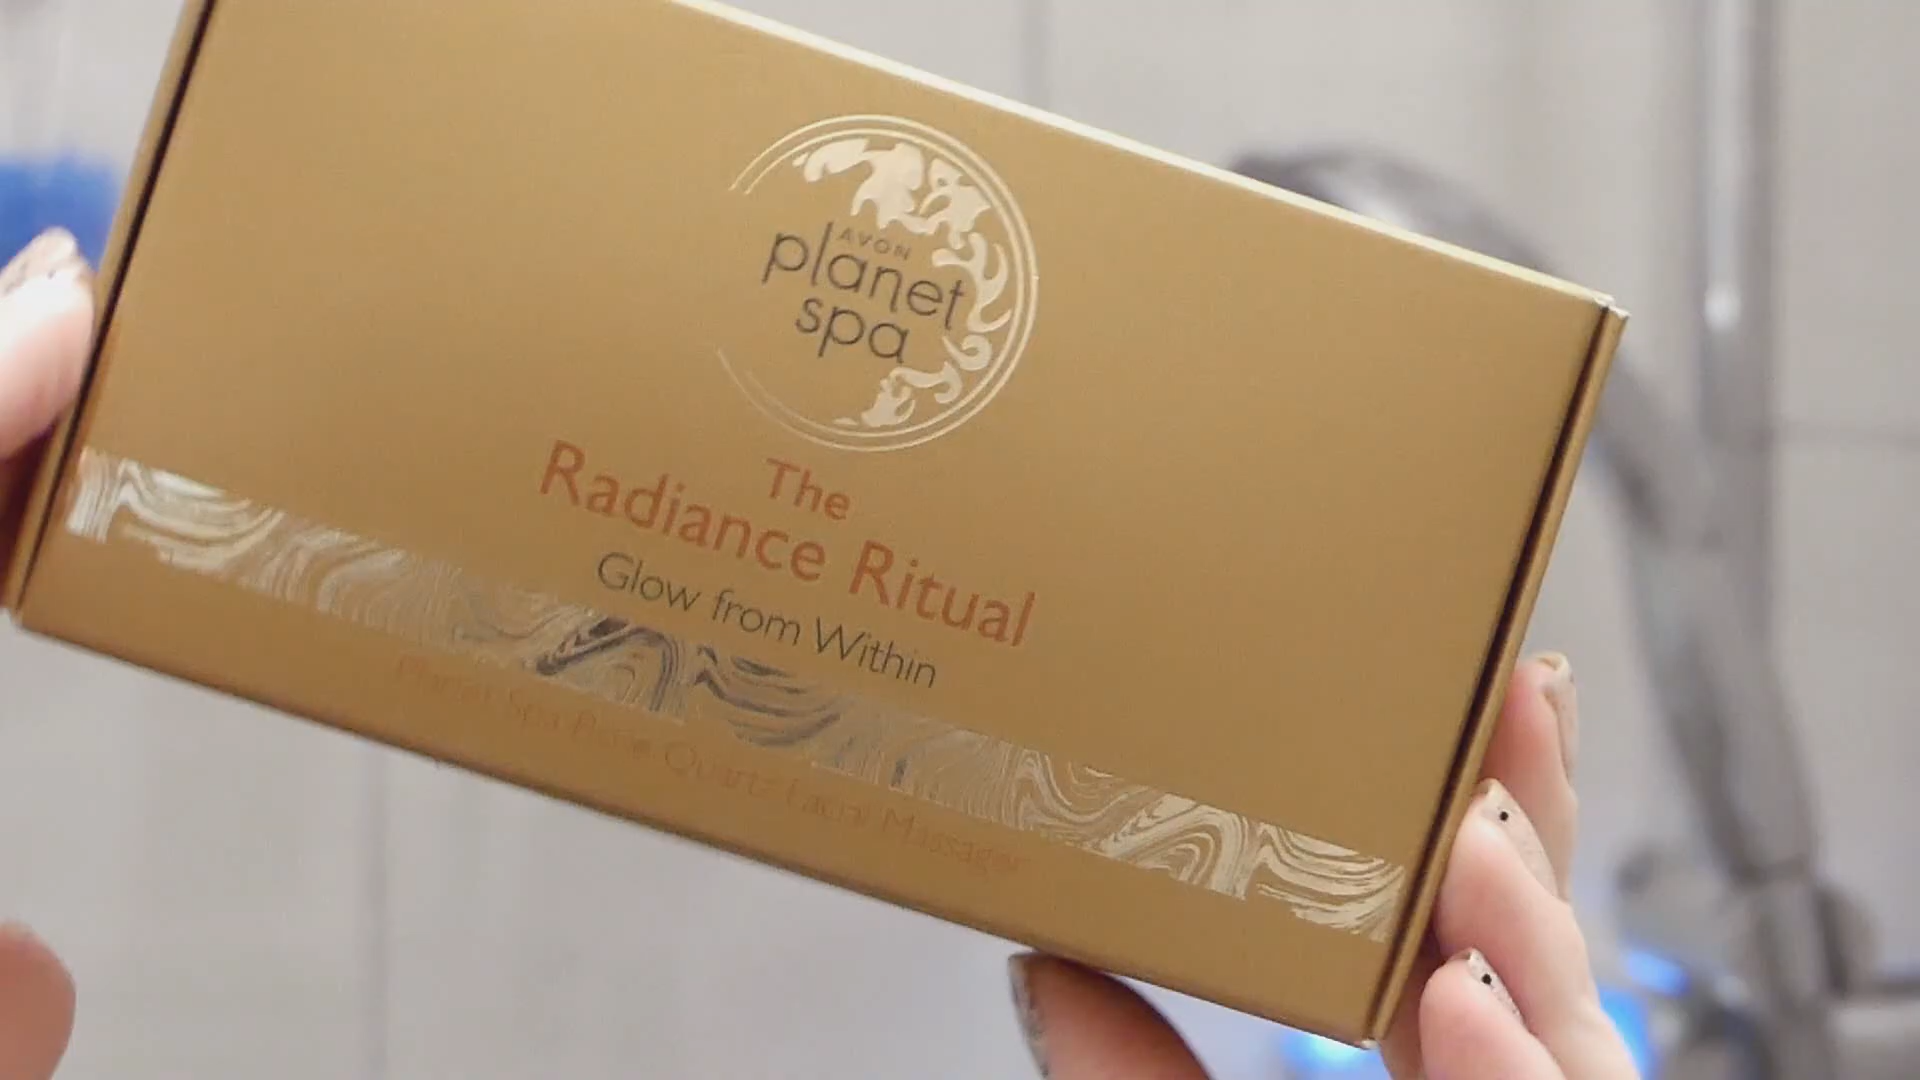 AVON
planet
spa
The
Radiance Ritual
Glow from Within
Planet Spa Rose Quartz Facial Massager